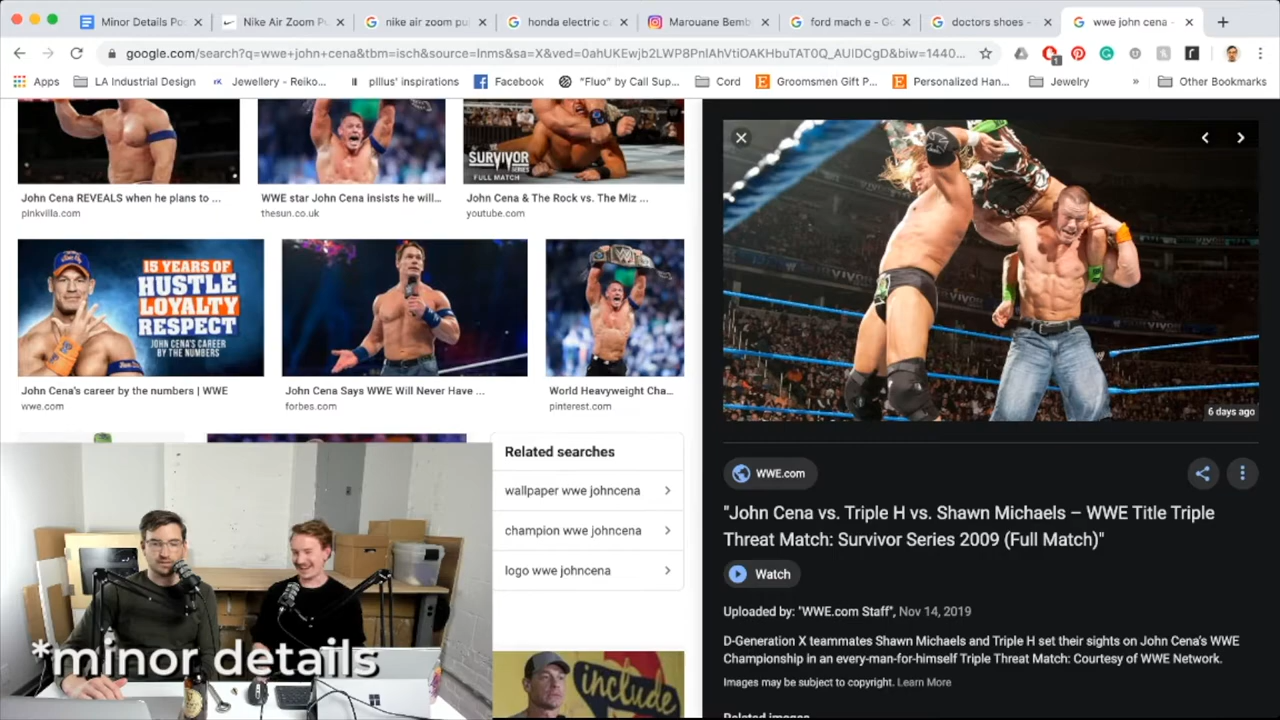 Minor Details Po
Nike Air Zoom Pu
nike air zoom pu
honda electric c
Marouane Bemb
ford mach e - Go
doctors shoes -
wwe john cena -
google.com/search?q=wwe+john+cena&tbm=isch&source=lnms&sa=X&ved=0ahUKEwjb2LWP8PnlAhVtiOAKHbuTAT0Q_AUIDCgD&biw=1440...
Apps
LA Industrial Design
Jewellery - Reiko...
plllus' inspirations
Facebook
"Fluo" by Call Sup...
Cord
Groomsmen Gift P...
Personalized Han...
Jewelry
»
Other Bookmarks
SURVIVOR
SERIES
FULL MATCH
John Cena REVEALS when he plans to ...
pinkvilla.com
WWE star John Cena insists he will...
thesun.co.uk
John Cena & The Rock vs. The Miz ...
youtube.com
15 YEARS OF
HUSTLE
LOYALTY
RESPECT
JOHN CENA'S CAREER
BY THE NUMBERS
John Cena's career by the numbers | WWE
wwe.com
John Cena Says WWE Will Never Have ...
forbes.com
World Heavyweight Cha...
pinterest.com
Related searches
wallpaper wwe johncena
champion wwe johncena
logo wwe johncena
include
*minor details
6 days ago
WWE.com
"John Cena vs. Triple H vs. Shawn Michaels – WWE Title Triple
Threat Match: Survivor Series 2009 (Full Match)"
Watch
Uploaded by: "WWE.com Staff", Nov 14, 2019
D-Generation X teammates Shawn Michaels and Triple H set their sights on John Cena's WWE
Championship in an every-man-for-himself Triple Threat Match: Courtesy of WWE Network.
Images may be subject to copyright. Learn More
Related images